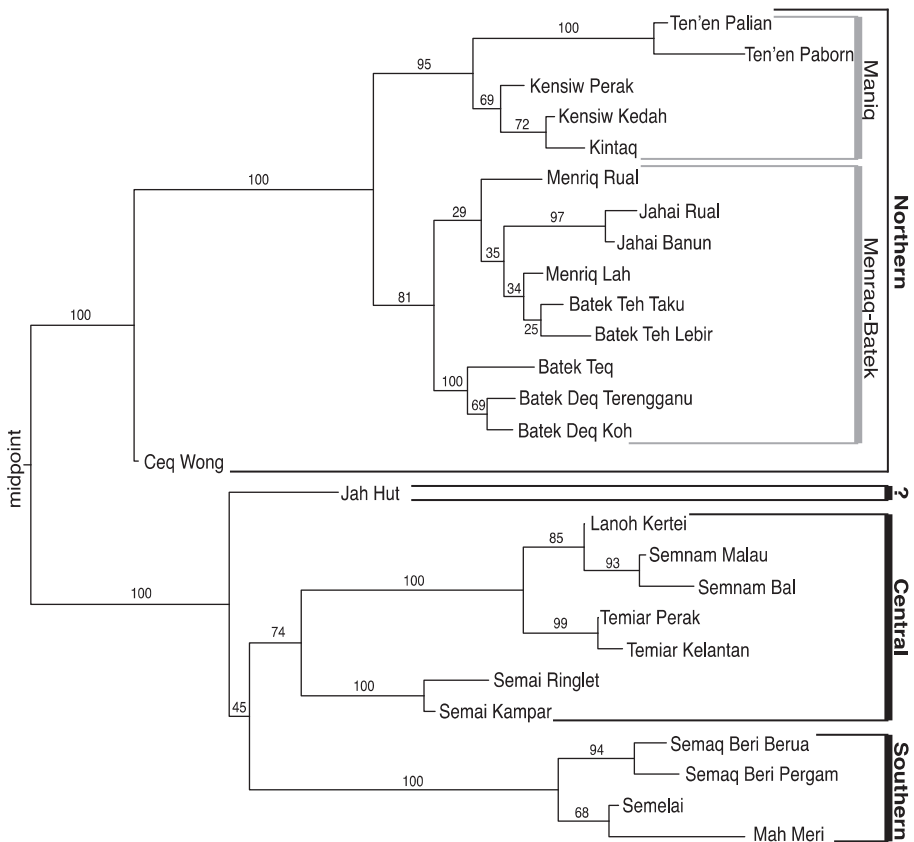 100
Ten'en Palian
Ten'en Paborn
95
69
Kensiw Perak
72
Kensiw Kedah
Kintaq
Maniq
100
Menriq Rual
29
97
Jahai Rual
Jahai Banun
35
Menriq Lah
34
Batek Teh Taku
25
Batek Teh Lebir
81
100
Batek Teq
69
Batek Deq Terengganu
Batek Deq Koh
Menraq-Batek
Northern
100
Ceq Wong
midpoint
Jah Hut
?
100
85
Lanoh Kertei
93
Semnam Malau
Semnam Bal
100
99
Temiar Perak
Temiar Kelantan
74
100
Semai Ringlet
Semai Kampar
Central
45
94
Semaq Beri Berua
Semaq Beri Pergam
100
68
Semelai
Mah Meri
Southern